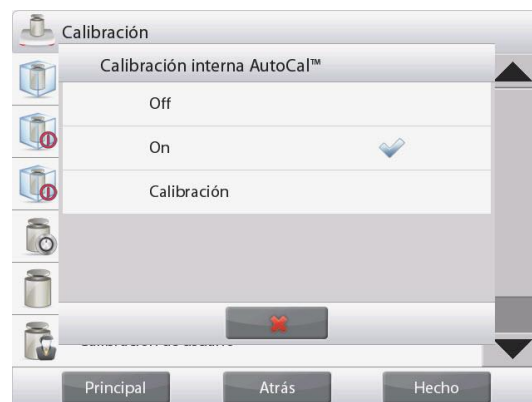 Calibración
Calibración interna AutoCal™
Off
On
Calibración
Principal
Atrás
Hecho